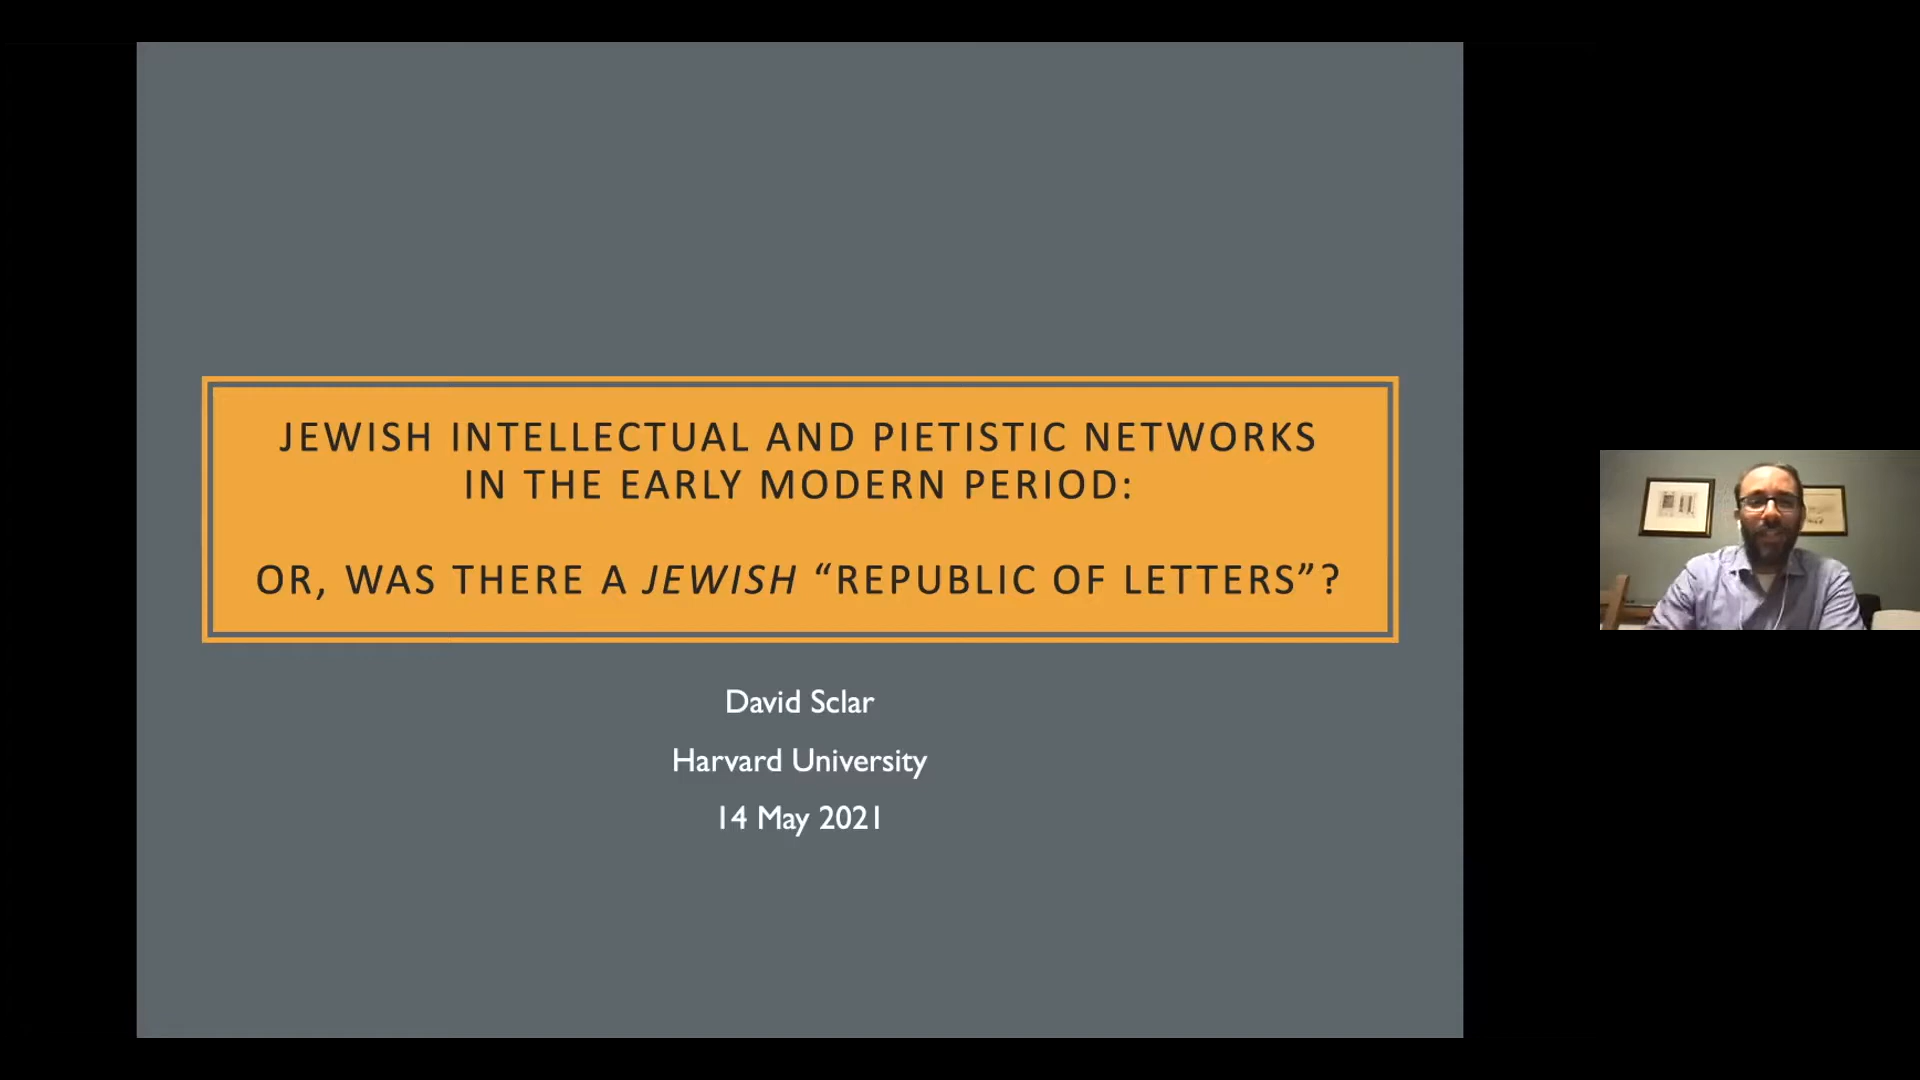 JEWISH INTELLECTUAL AND PIETISTIC NETWORKS
IN THE EARLY MODERN PERIOD:
OR, WAS THERE A JEWISH “REPUBLIC OF LETTERS”?
David Sclar
Harvard University
14 May 2021